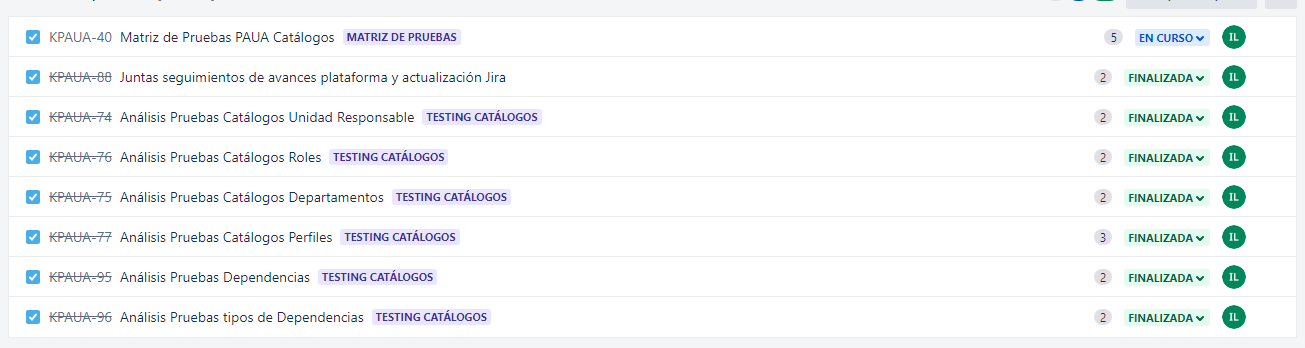 KPAUA-40 Matriz de Pruebas PAUA Catálogos MATRIZ DE PRUEBAS 5 EN CURSO IL
KPAUA-88 Juntas seguimientos de avances plataforma y actualización Jira 2 FINALIZADA IL
KPAUA-74 Análisis Pruebas Catálogos Unidad Responsable TESTING CATÁLOGOS 2 FINALIZADA IL
KPAUA-76 Análisis Pruebas Catálogos Roles TESTING CATÁLOGOS 2 FINALIZADA IL
KPAUA-75 Análisis Pruebas Catálogos Departamentos TESTING CATÁLOGOS 2 FINALIZADA IL
KPAUA-77 Análisis Pruebas Catálogos Perfiles TESTING CATÁLOGOS 3 FINALIZADA IL
KPAUA-95 Análisis Pruebas Dependencias TESTING CATÁLOGOS 2 FINALIZADA IL
KPAUA-96 Análisis Pruebas tipos de Dependencias TESTING CATÁLOGOS 2 FINALIZADA IL